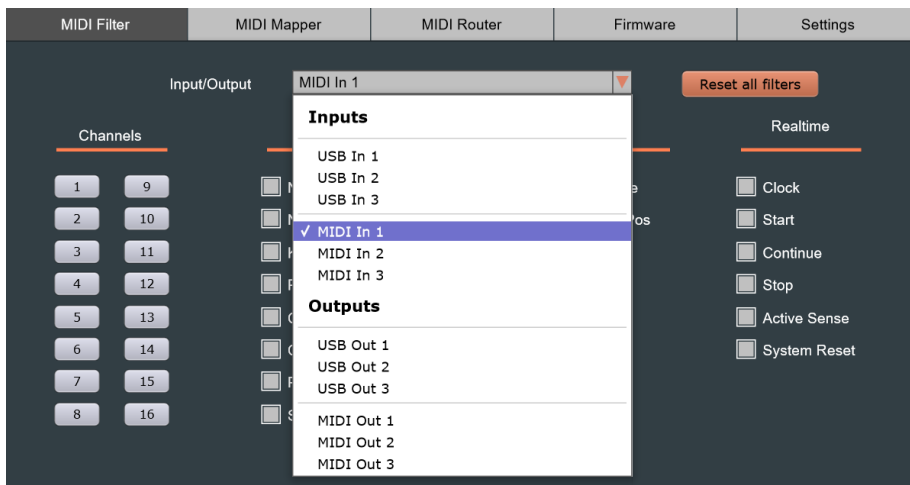 MIDI Filter MIDI Mapper MIDI Router Firmware Settings
Input/Output MIDI In 1 Reset all filters
Channels
Realtime
Inputs
USB In 1
USB In 2
USB In 3
✓ MIDI In 1
MIDI In 2
MIDI In 3
Outputs
USB Out 1
USB Out 2
USB Out 3
MIDI Out 1
MIDI Out 2
MIDI Out 3
1 9
2 10
3 11
4 12
5 13
6 14
7 15
8 16
Clock
Start
Continue
Stop
Active Sense
System Reset